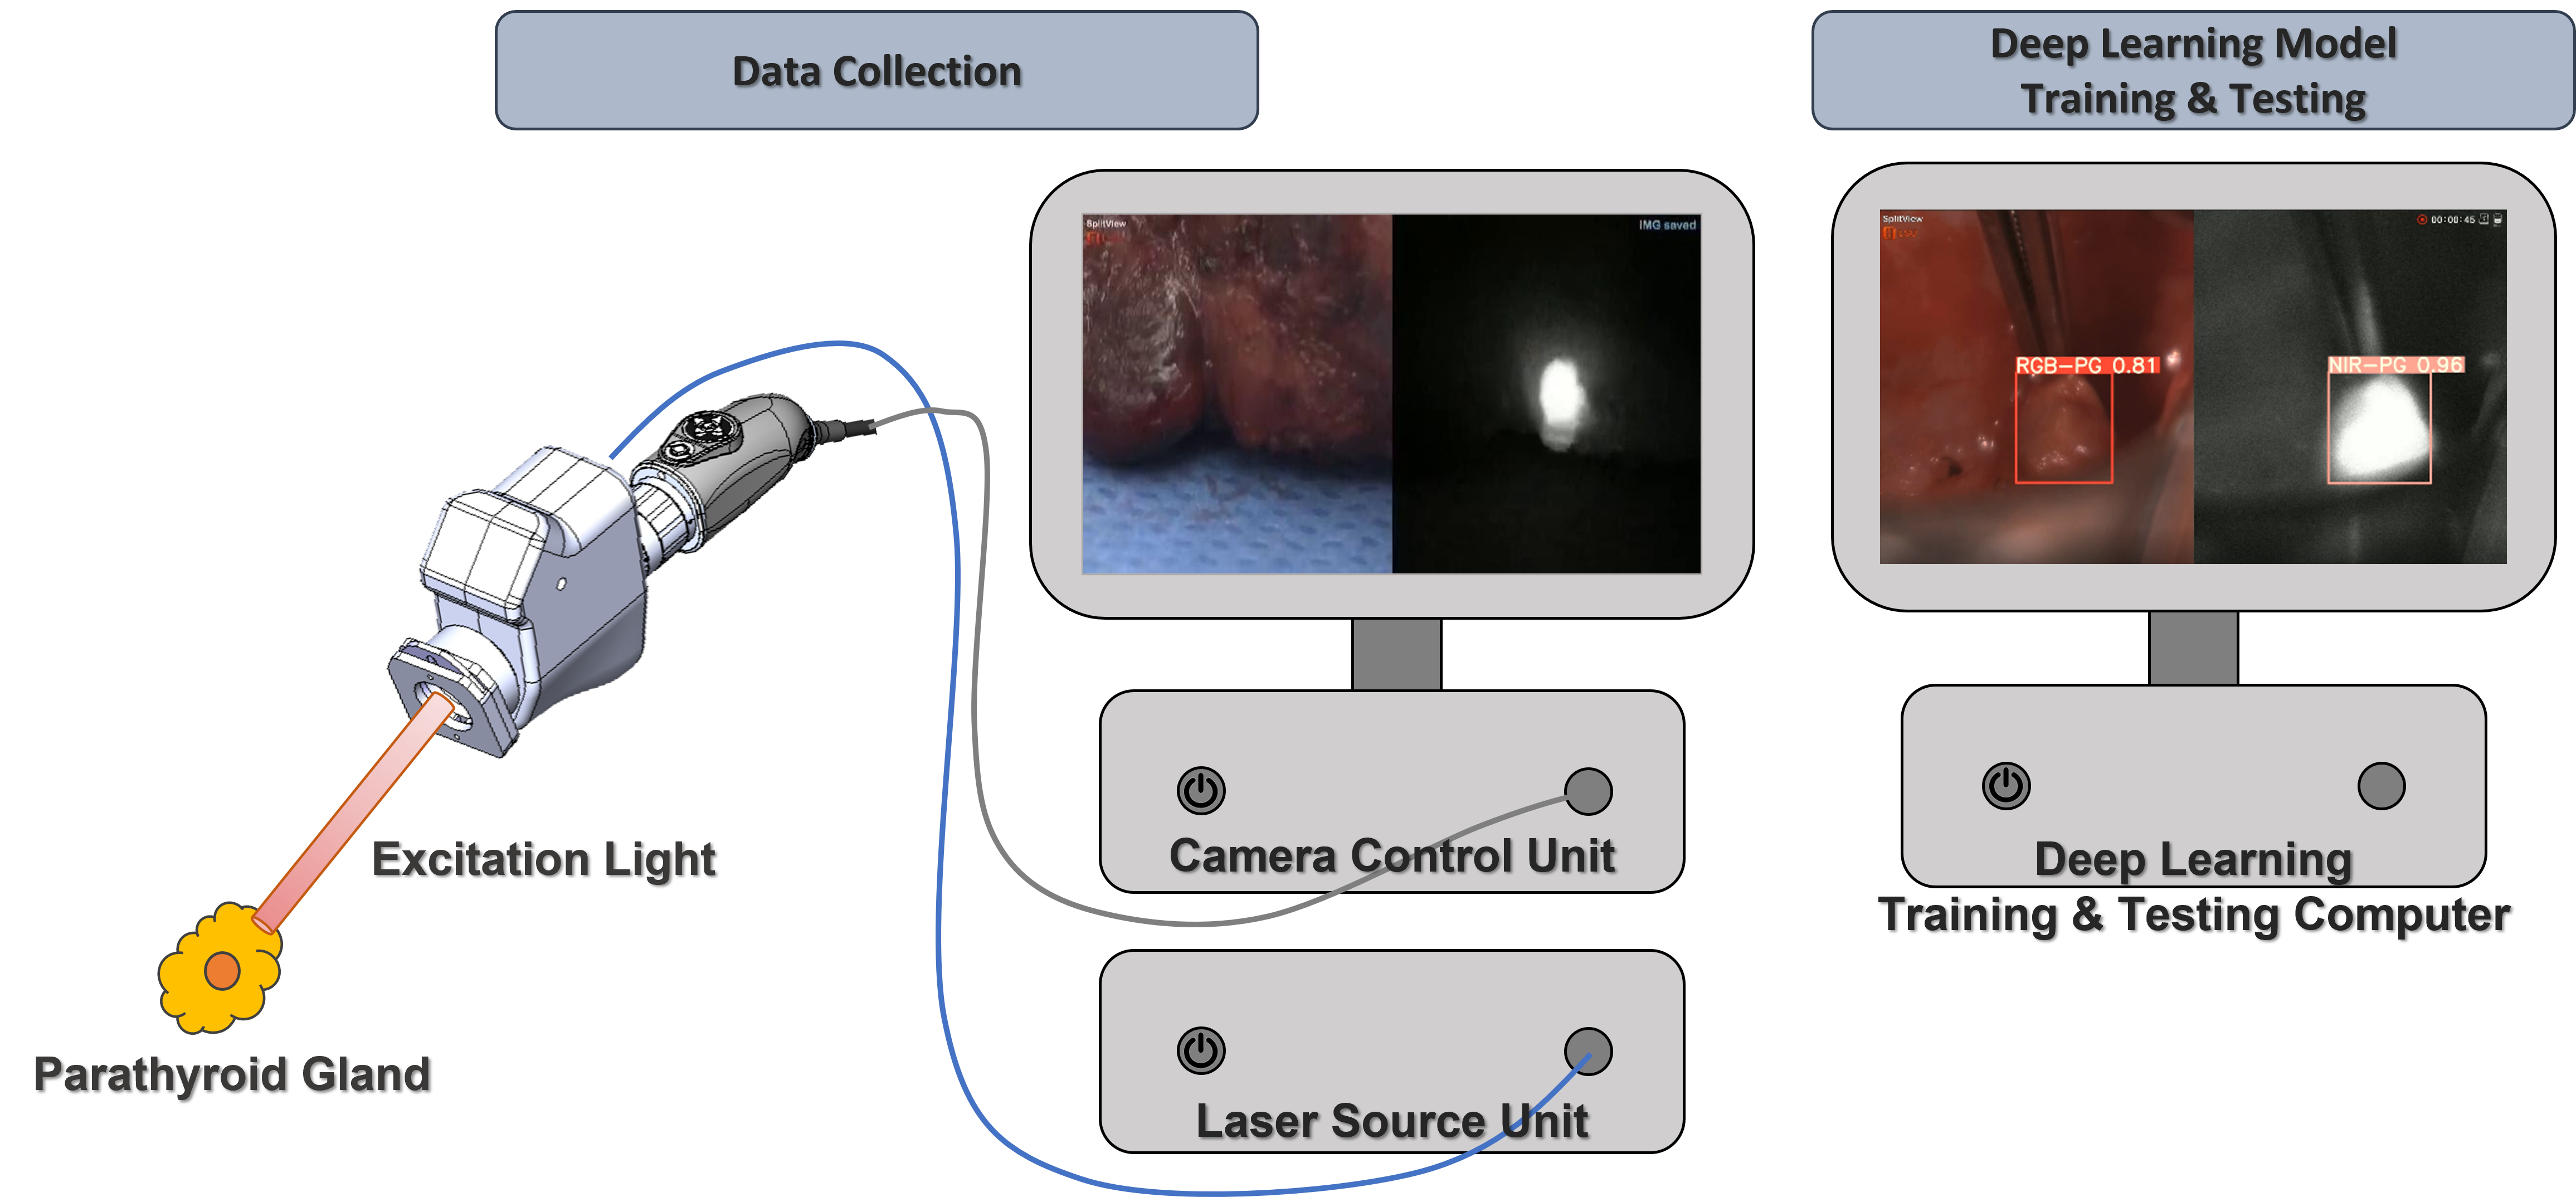 Data Collection
Deep Learning Model
Training & Testing
SplitView
IMG saved
SplitView
00:00:45
RGB-PG 0.81
NIR-PG 0.96
Excitation Light
Parathyroid Gland
Camera Control Unit
Laser Source Unit
Deep Learning
Training & Testing Computer